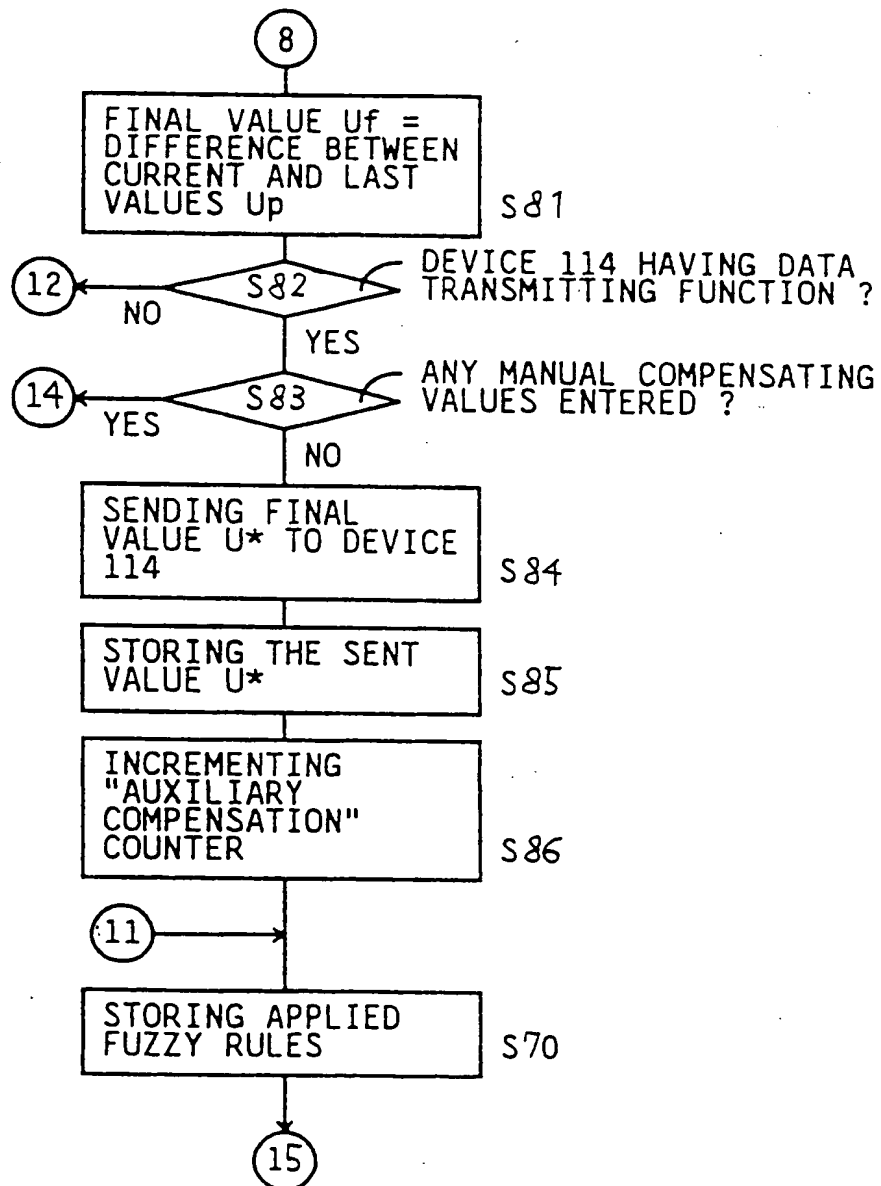 8
FINAL VALUE Uf =
DIFFERENCE BETWEEN
CURRENT AND LAST
VALUES Up
S81
DEVICE 114 HAVING DATA
TRANSMITTING FUNCTION ?
S82
12
NO
YES
ANY MANUAL COMPENSATING
VALUES ENTERED ?
S83
14
YES
NO
SENDING FINAL
VALUE U* TO DEVICE
114
S84
STORING THE SENT
VALUE U*
S85
INCREMENTING
"AUXILIARY
COMPENSATION"
COUNTER
S86
11
STORING APPLIED
FUZZY RULES
S70
15